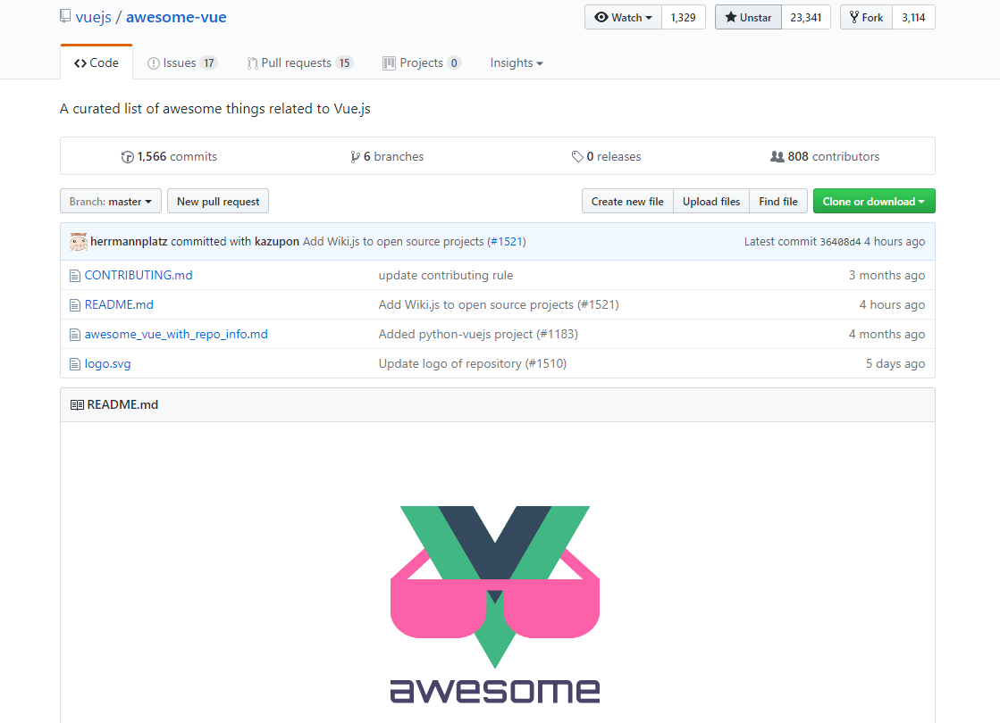 vuejs / awesome-vue
Watch 1,329 Unstar 23,341 Fork 3,114
Code Issues 17 Pull requests 15 Projects 0 Insights
A curated list of awesome things related to Vue.js
1,566 commits 6 branches 0 releases 808 contributors
Branch: master New pull request Create new file Upload files Find file Clone or download
herrmannplatz committed with kazupon Add Wiki.js to open source projects (#1521) Latest commit 36408d4 4 hours ago
CONTRIBUTING.md update contributing rule 3 months ago
README.md Add Wiki.js to open source projects (#1521) 4 hours ago
awesome_vue_with_repo_info.md Added python-vuejs project (#1183) 4 months ago
logo.svg Update logo of repository (#1510) 5 days ago
README.md
awesome